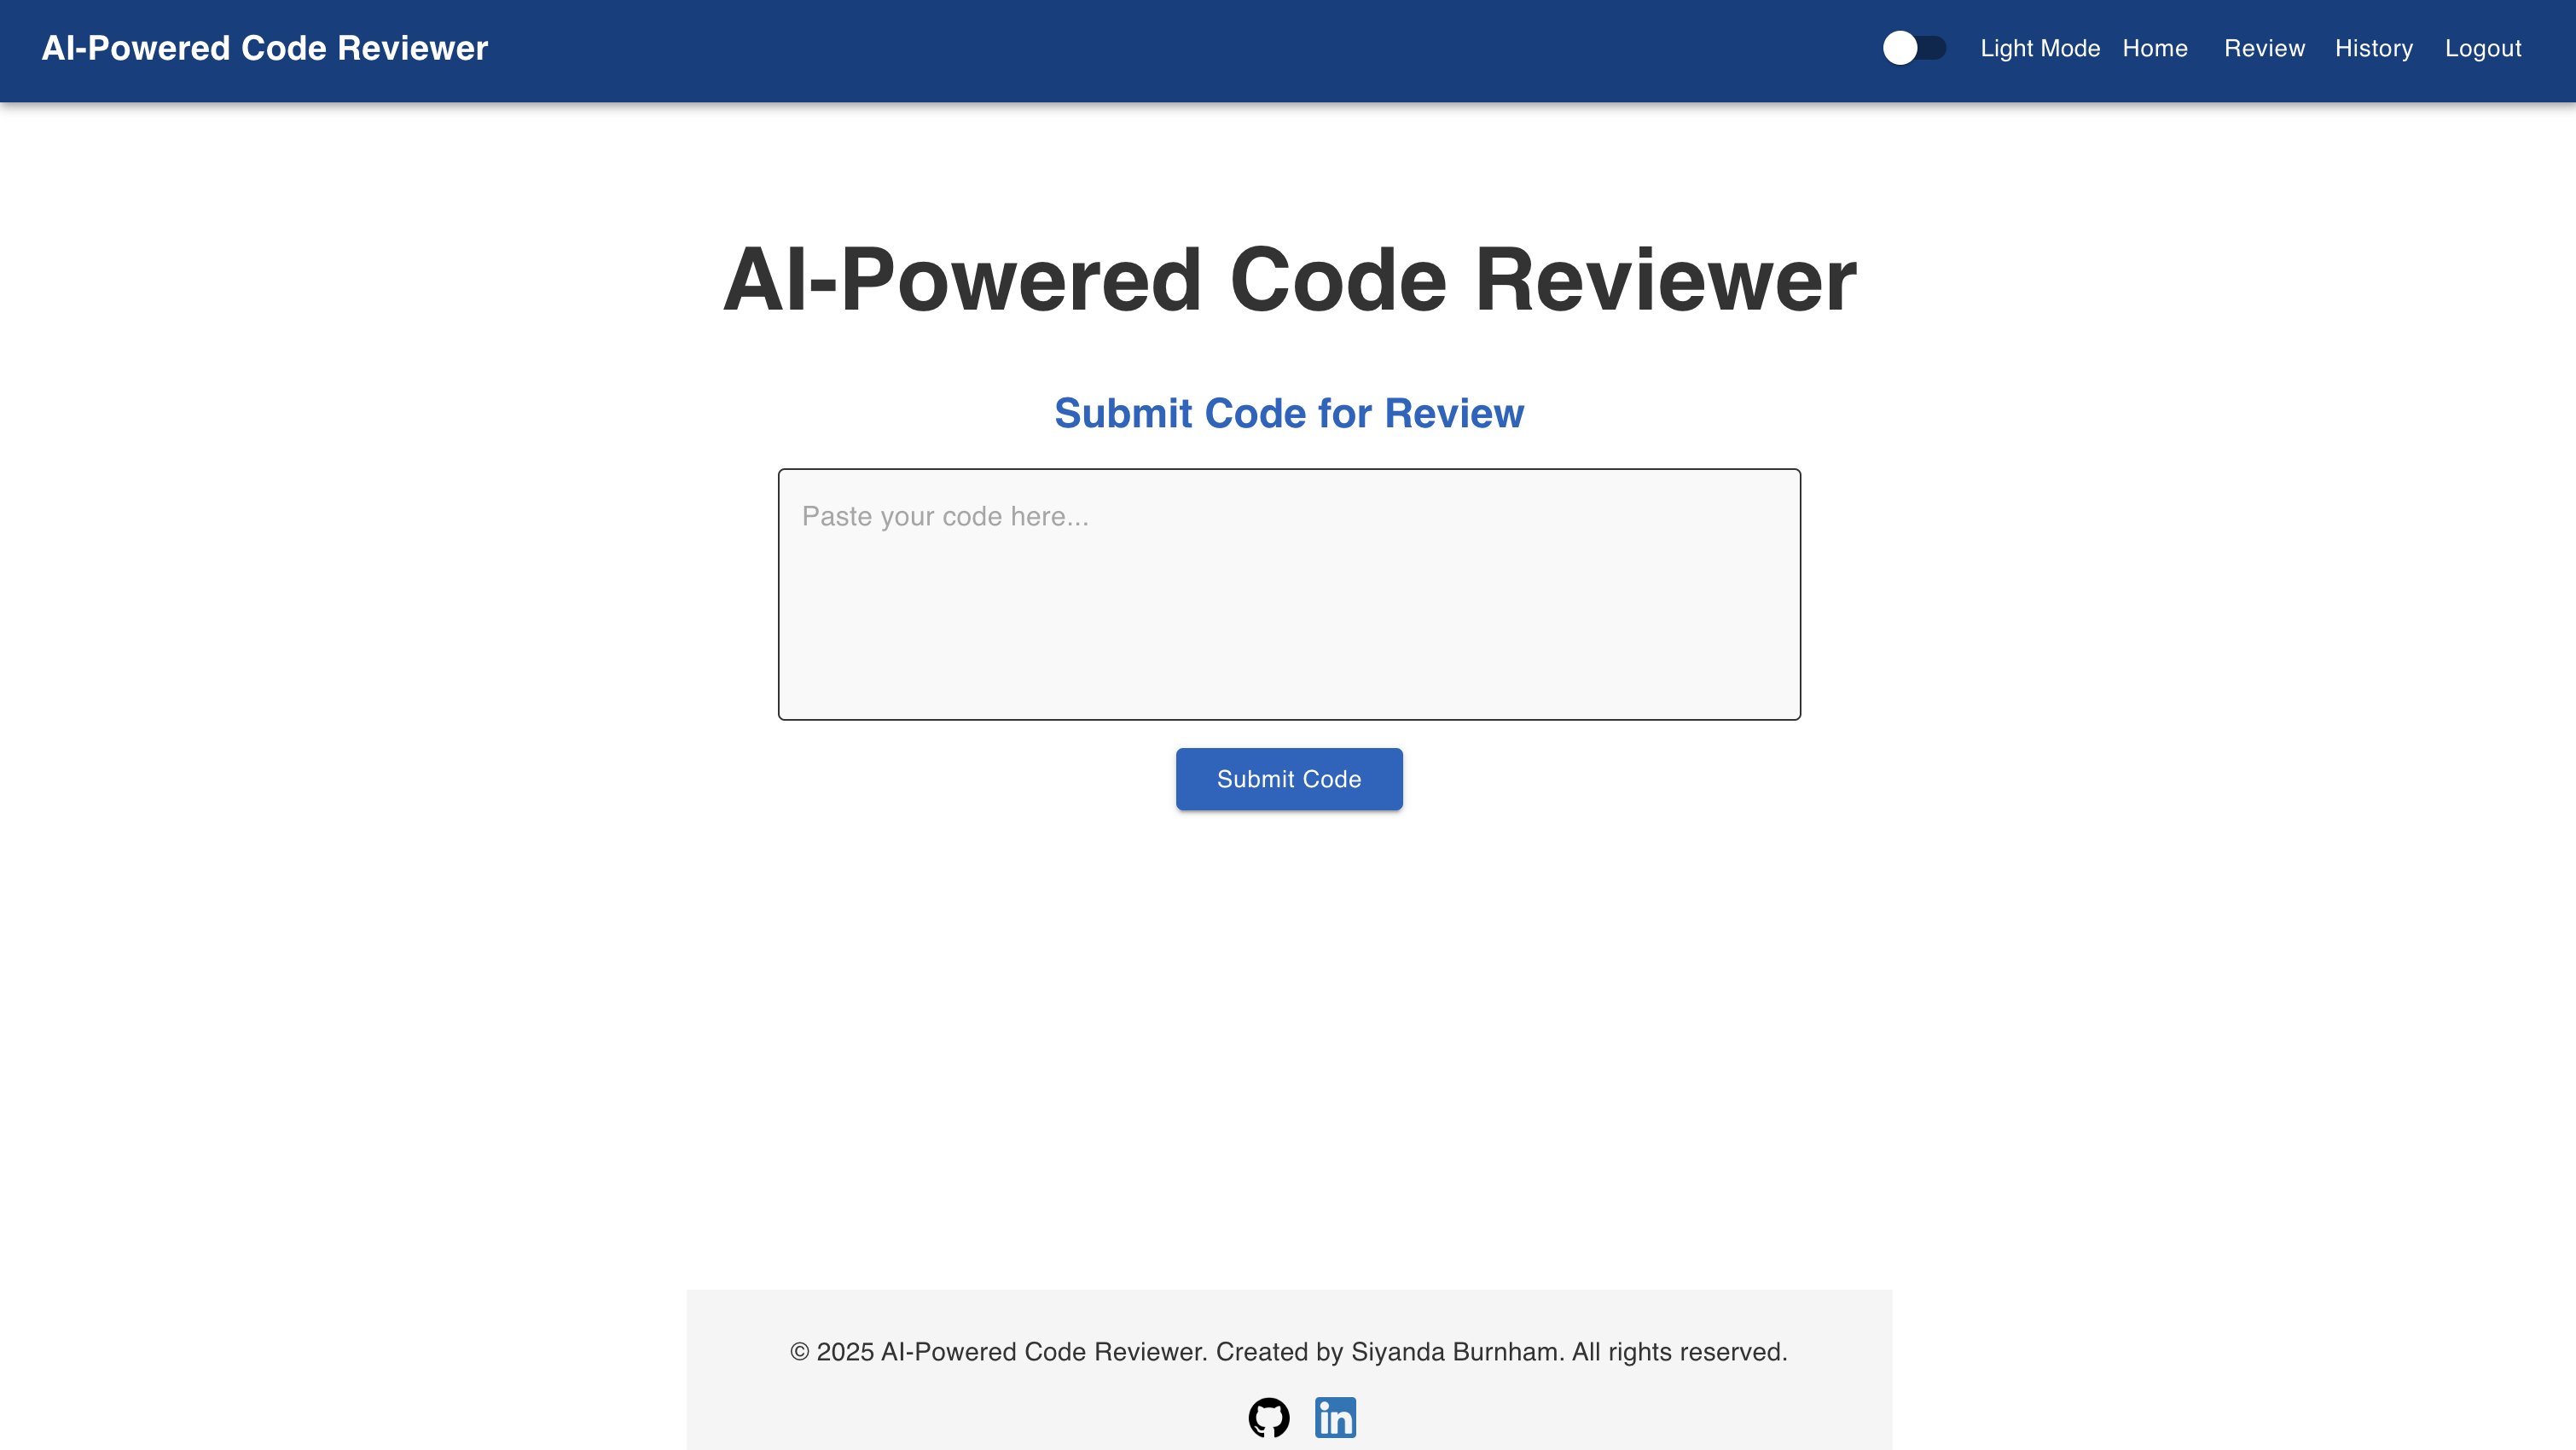 AI-Powered Code Reviewer
Light Mode Home Review History Logout
AI-Powered Code Reviewer
Submit Code for Review
Paste your code here...
Submit Code
© 2025 AI-Powered Code Reviewer. Created by Siyanda Burnham. All rights reserved.
in